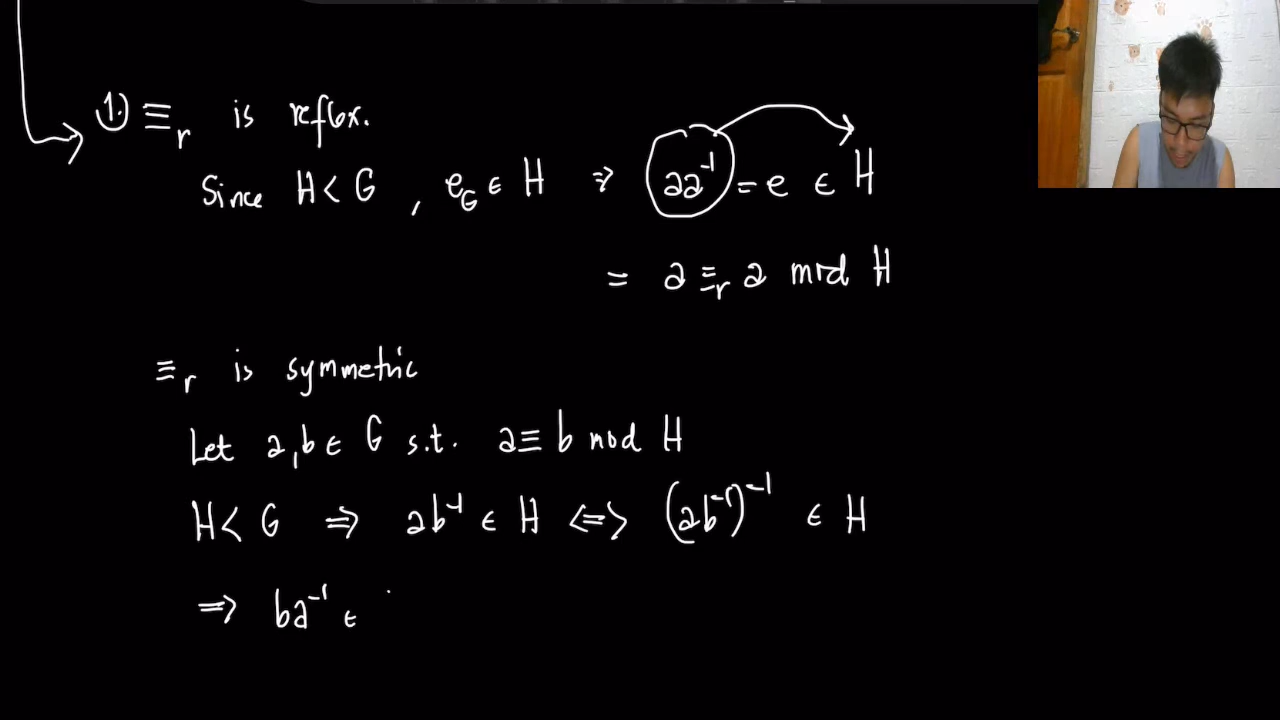 1. ≡r is reflex.
Since H < G , eG ∈ H ⇒ aa⁻¹ = e ∈ H
= a ≡r a mod H
≡r is symmetric
Let a,b ∈ G s.t. a ≡ b mod H
H < G ⇒ ab⁻¹ ∈ H ⇔ (ab⁻¹)⁻¹ ∈ H
⇒ ba⁻¹ ∈